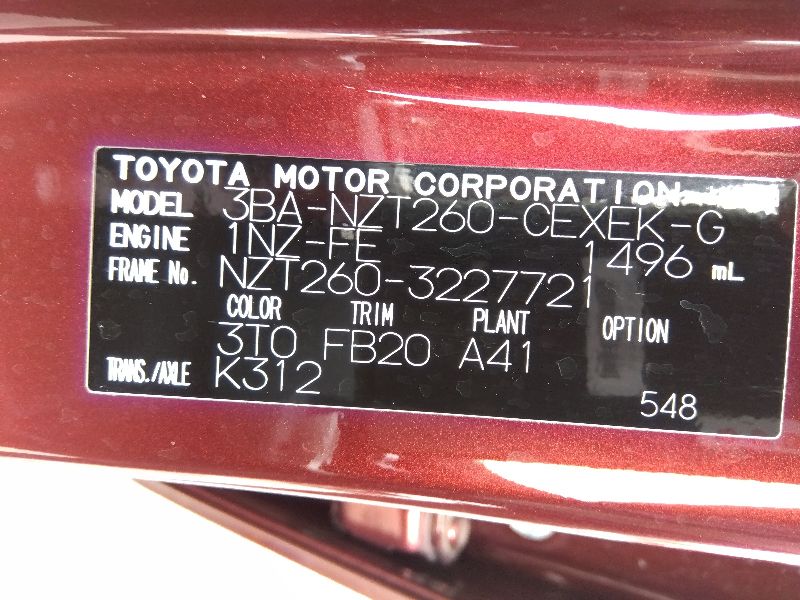 TOYOTA MOTOR CORPORATION
MODEL 3BA-NZT260-CEXEK-G
ENGINE 1NZ-FE 1496 mL
FRAME No. NZT260-3227721
COLOR TRIM PLANT OPTION
3T0 FB20 A41
TRANS./AXLE K312
548